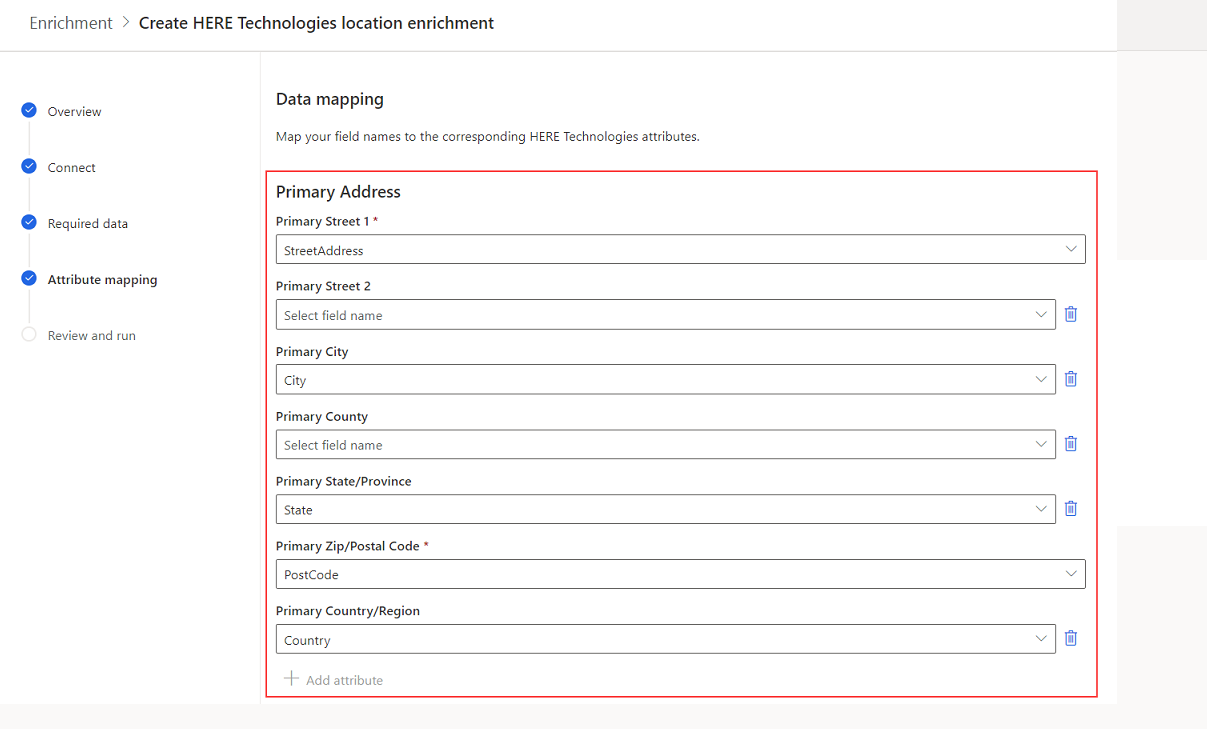 Enrichment > Create HERE Technologies location enrichment
Overview
Connect
Required data
Attribute mapping
Review and run
Data mapping
Map your field names to the corresponding HERE Technologies attributes.
Primary Address
Primary Street 1 *
StreetAddress
Primary Street 2
Select field name
Primary City
City
Primary County
Select field name
Primary State/Province
State
Primary Zip/Postal Code *
PostCode
Primary Country/Region
Country
+ Add attribute